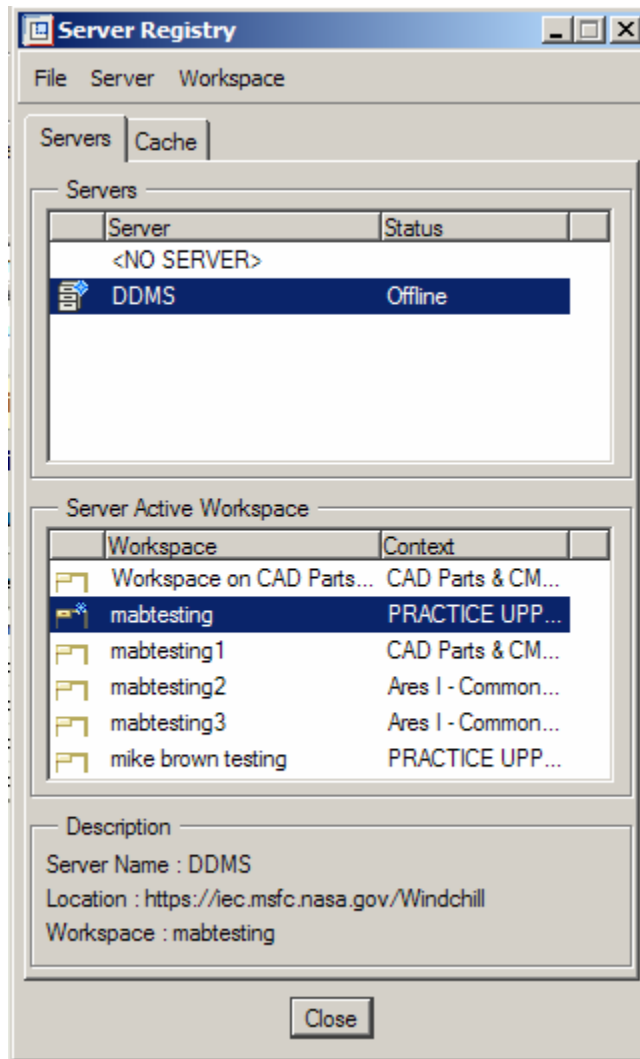 Server Registry
File Server Workspace
Servers Cache
Servers
Server Status
<NO SERVER>
DDMS Offline
Server Active Workspace
Workspace Context
Workspace on CAD Parts... CAD Parts & CM...
mabtesting PRACTICE UPP...
mabtesting1 CAD Parts & CM...
mabtesting2 Ares I - Common...
mabtesting3 Ares I - Common...
mike brown testing PRACTICE UPP...
Description
Server Name : DDMS
Location : https://iec.msfc.nasa.gov/Windchill
Workspace : mabtesting
Close